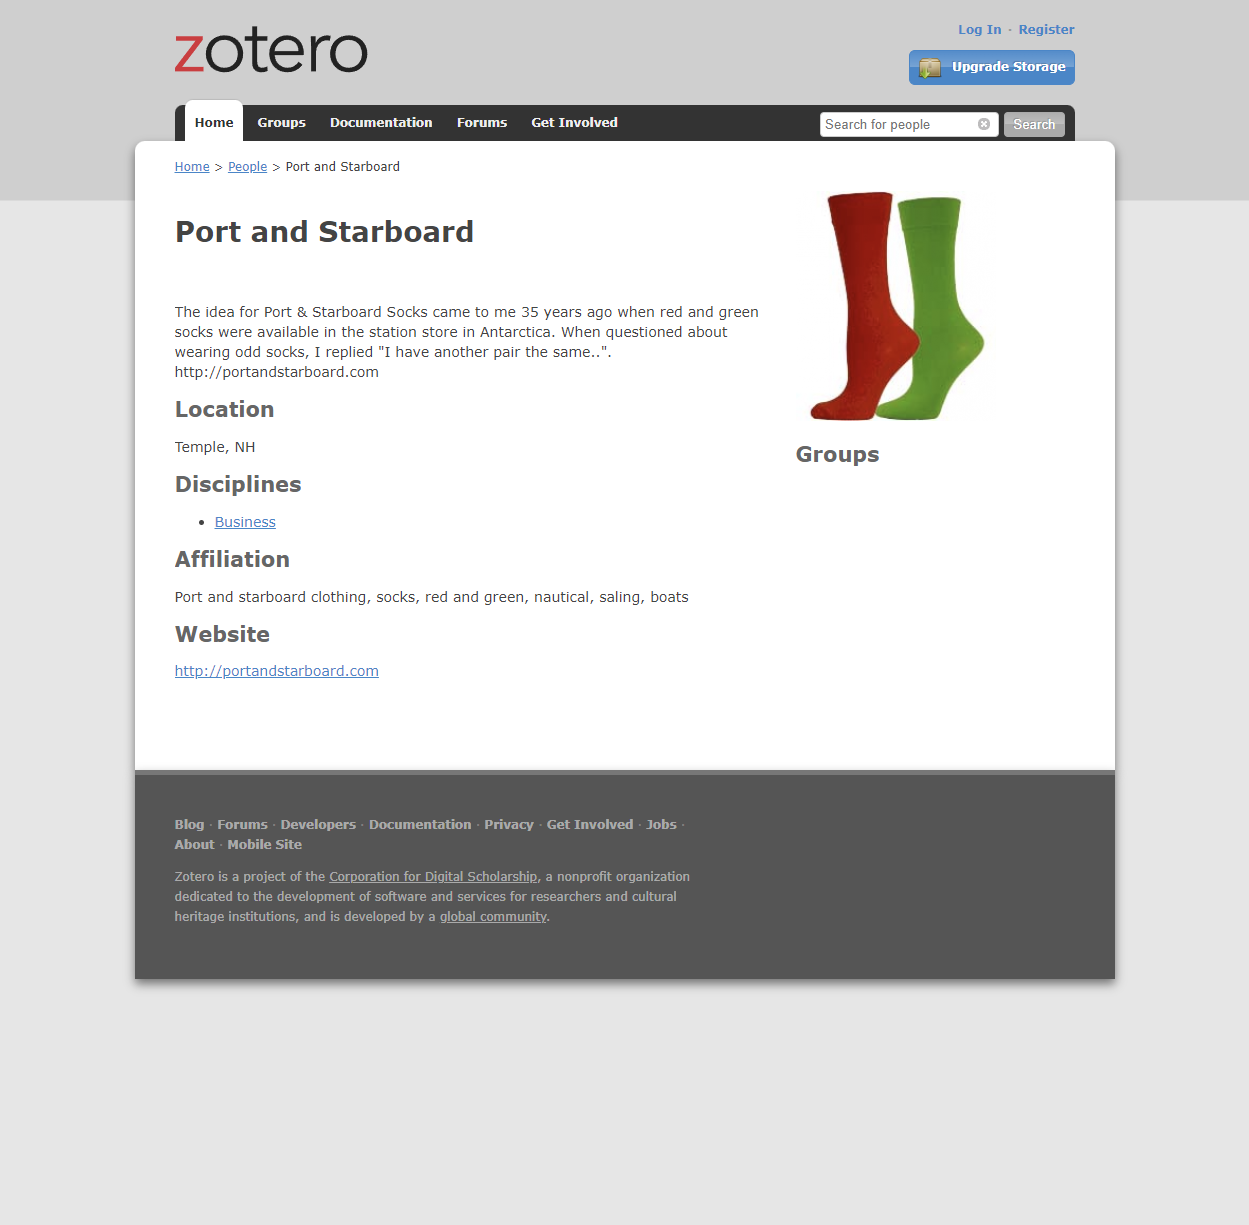 zotero
Log In · Register
Upgrade Storage
Home Groups Documentation Forums Get Involved
Search for people Search
Home > People > Port and Starboard
Port and Starboard
The idea for Port & Starboard Socks came to me 35 years ago when red and green
socks were available in the station store in Antarctica. When questioned about
wearing odd socks, I replied "I have another pair the same..".
http://portandstarboard.com
Location
Temple, NH
Disciplines
• Business
Affiliation
Port and starboard clothing, socks, red and green, nautical, saling, boats
Website
http://portandstarboard.com
Groups
Blog · Forums · Developers · Documentation · Privacy · Get Involved · Jobs ·
About · Mobile Site
Zotero is a project of the Corporation for Digital Scholarship, a nonprofit organization
dedicated to the development of software and services for researchers and cultural
heritage institutions, and is developed by a global community.